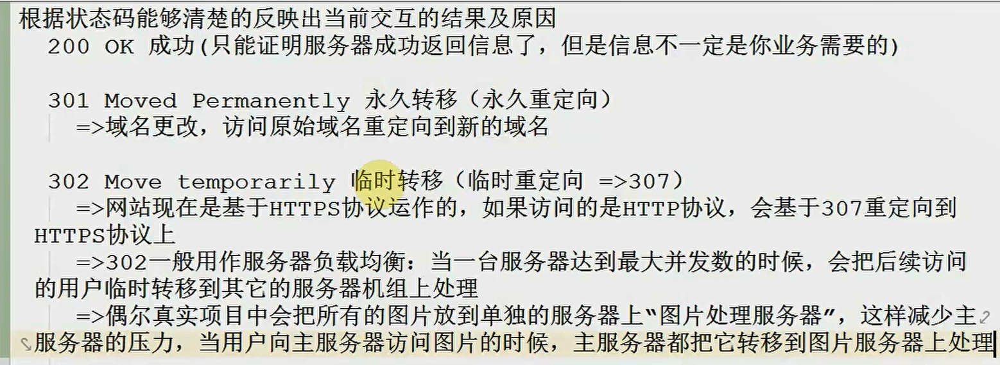 根据状态码能够清楚的反映出当前交互的结果及原因
200 OK 成功(只能证明服务器成功返回信息了，但是信息不一定是你业务需要的)
301 Moved Permanently 永久转移（永久重定向）
=>域名更改，访问原始域名重定向到新的域名
302 Move temporarily 临时转移（临时重定向 =>307）
=>网站现在是基于HTTPS协议运作的，如果访问的是HTTP协议，会基于307重定向到
HTTPS协议上
=>302一般用作服务器负载均衡：当一台服务器达到最大并发数的时候，会把后续访问
的用户临时转移到其它的服务器机组上处理
=>偶尔真实项目中会把所有的图片放到单独的服务器上“图片处理服务器”，这样减少主
服务器的压力，当用户向主服务器访问图片的时候，主服务器都把它转移到图片服务器上处理